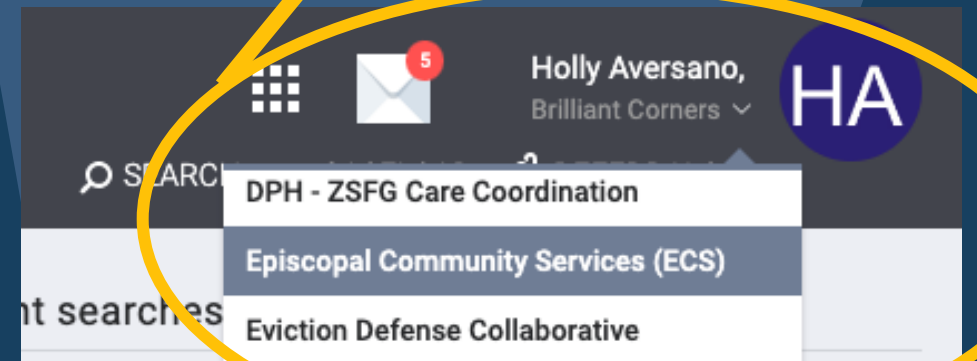 5
Holly Aversano,
Brilliant Corners
HA
DPH - ZSFG Care Coordination
Episcopal Community Services (ECS)
nt searches
Eviction Defense Collaborative